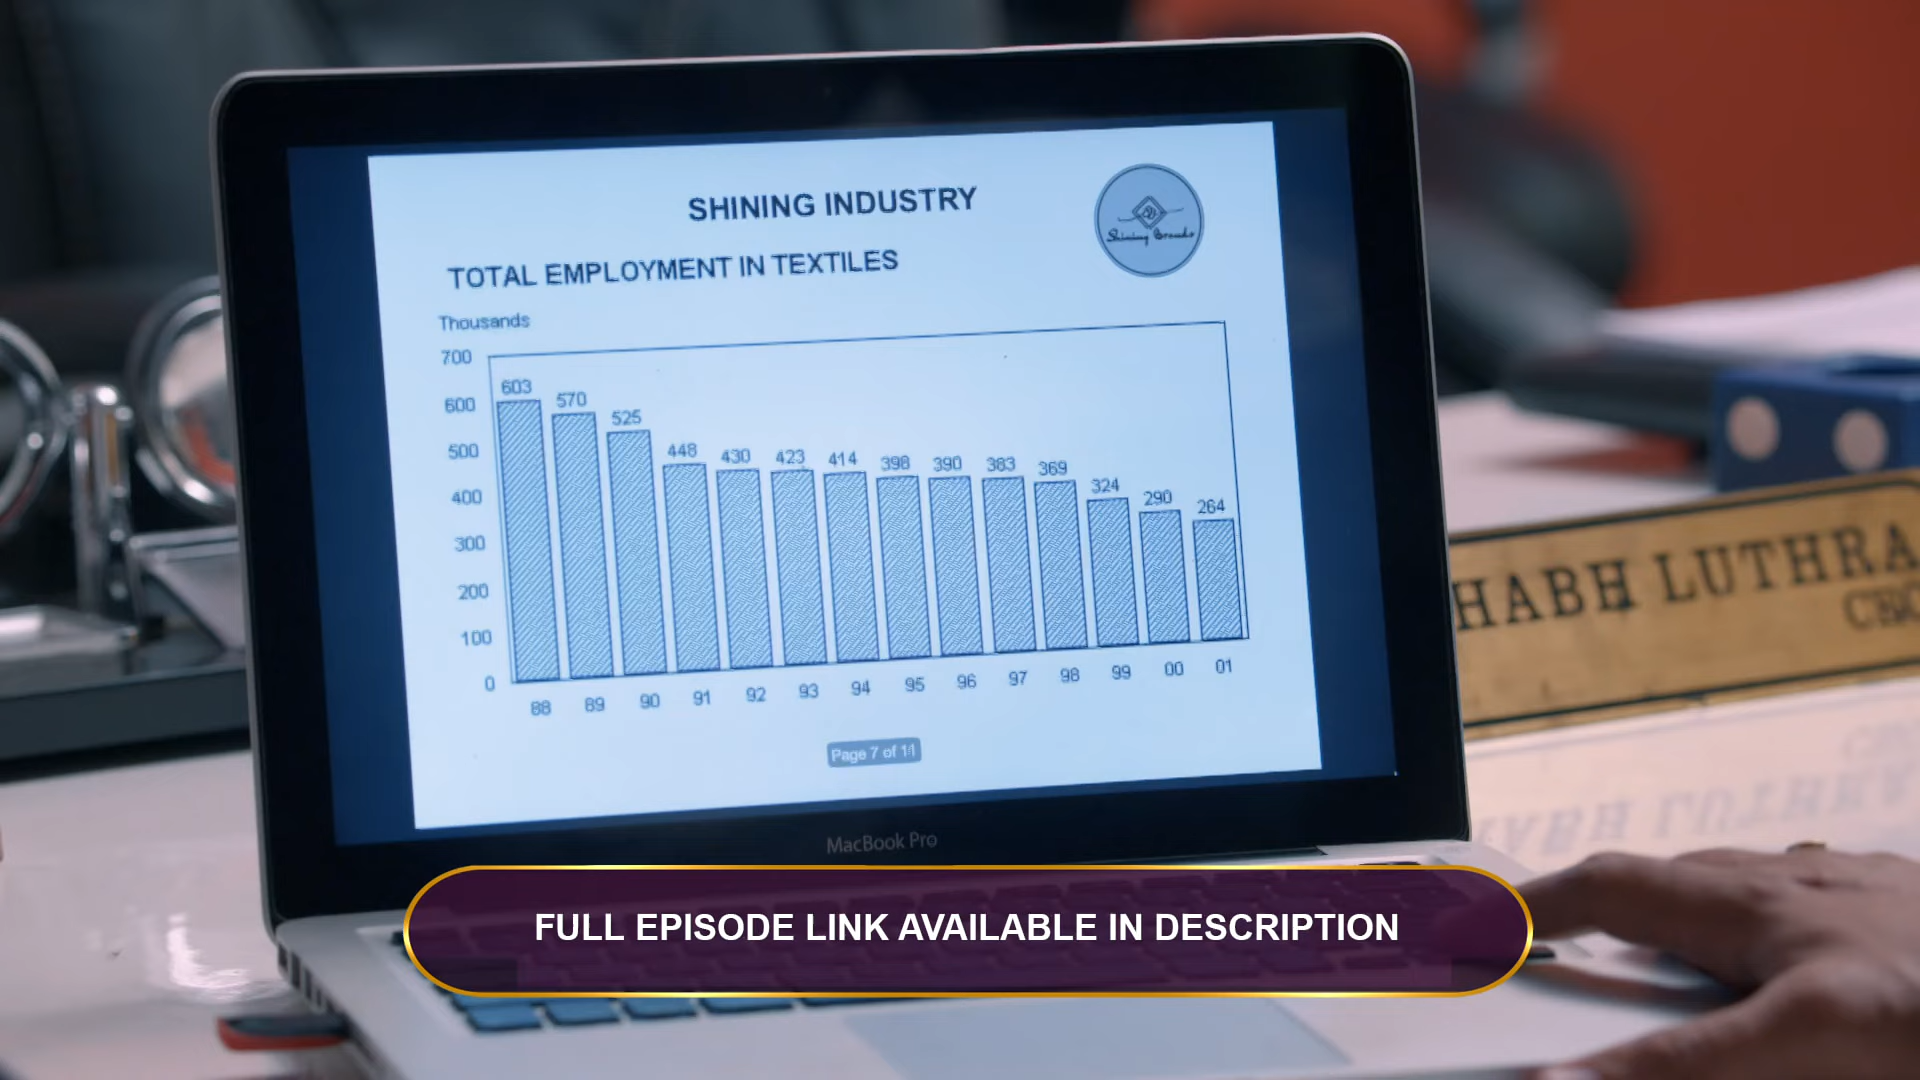 SHINING INDUSTRY
Shining Brands
TOTAL EMPLOYMENT IN TEXTILES
Thousands
700
600
500
400
300
200
100
0
603 570 525 448 430 423 414 398 390 383 369 324 290 264
88 89 90 91 92 93 94 95 96 97 98 99 00 01
Page 7 of 11
MacBook Pro
HABH LUTHRA
FULL EPISODE LINK AVAILABLE IN DESCRIPTION